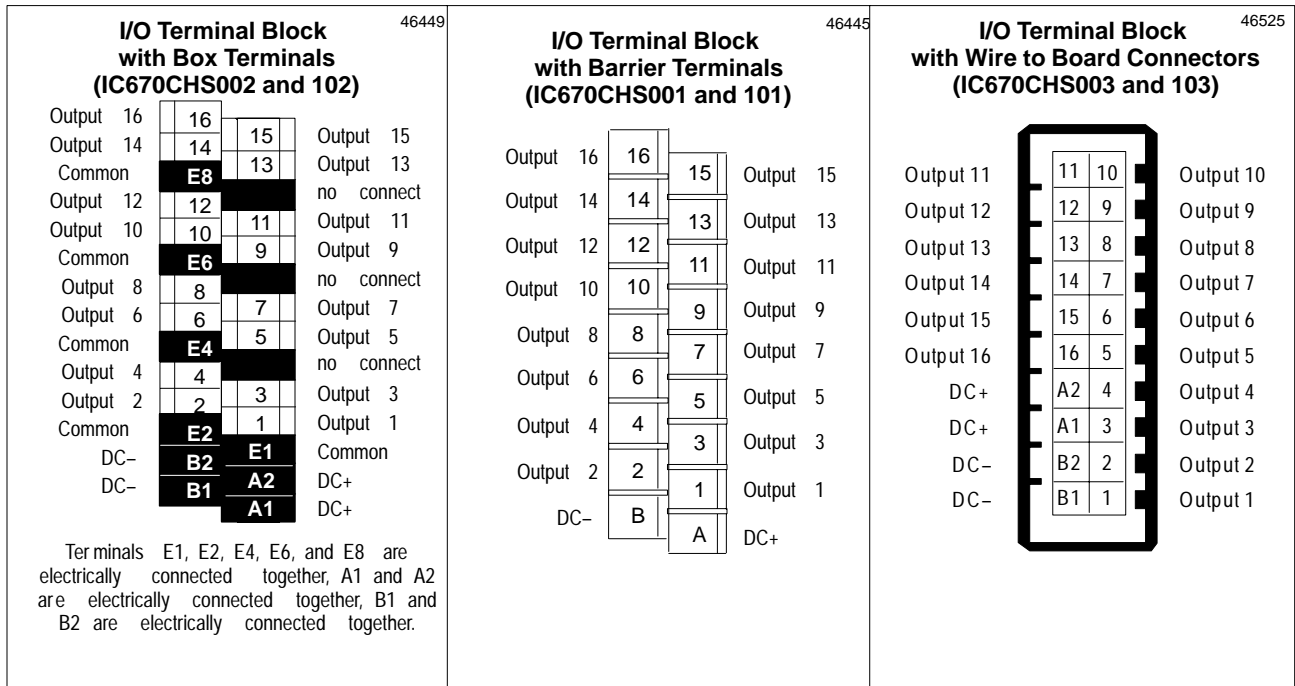 46449
I/O Terminal Block
with Box Terminals
(IC670CHS002 and 102)
Output 16 16
15 Output 15
Output 14 14
13 Output 13
Common E8
no connect
Output 12 12
11 Output 11
Output 10 10
9 Output 9
Common E6
no connect
Output 8 8
7 Output 7
Output 6 6
5 Output 5
Common E4
no connect
Output 4 4
3 Output 3
Output 2 2
1 Output 1
Common E2
E1 Common
DC– B2
A2 DC+
DC– B1
A1 DC+
Terminals E1, E2, E4, E6, and E8 are
electrically connected together, A1 and A2
are electrically connected together, B1 and
B2 are electrically connected together.
46445
I/O Terminal Block
with Barrier Terminals
(IC670CHS001 and 101)
Output 16 16
15 Output 15
Output 14 14
13 Output 13
Output 12 12
11 Output 11
Output 10 10
9 Output 9
Output 8 8
7 Output 7
Output 6 6
5 Output 5
Output 4 4
3 Output 3
Output 2 2
1 Output 1
DC– B
A DC+
46525
I/O Terminal Block
with Wire to Board Connectors
(IC670CHS003 and 103)
Output 11 11 10 Output 10
Output 12 12 9 Output 9
Output 13 13 8 Output 8
Output 14 14 7 Output 7
Output 15 15 6 Output 6
Output 16 16 5 Output 5
DC+ A2 4 Output 4
DC+ A1 3 Output 3
DC– B2 2 Output 2
DC– B1 1 Output 1